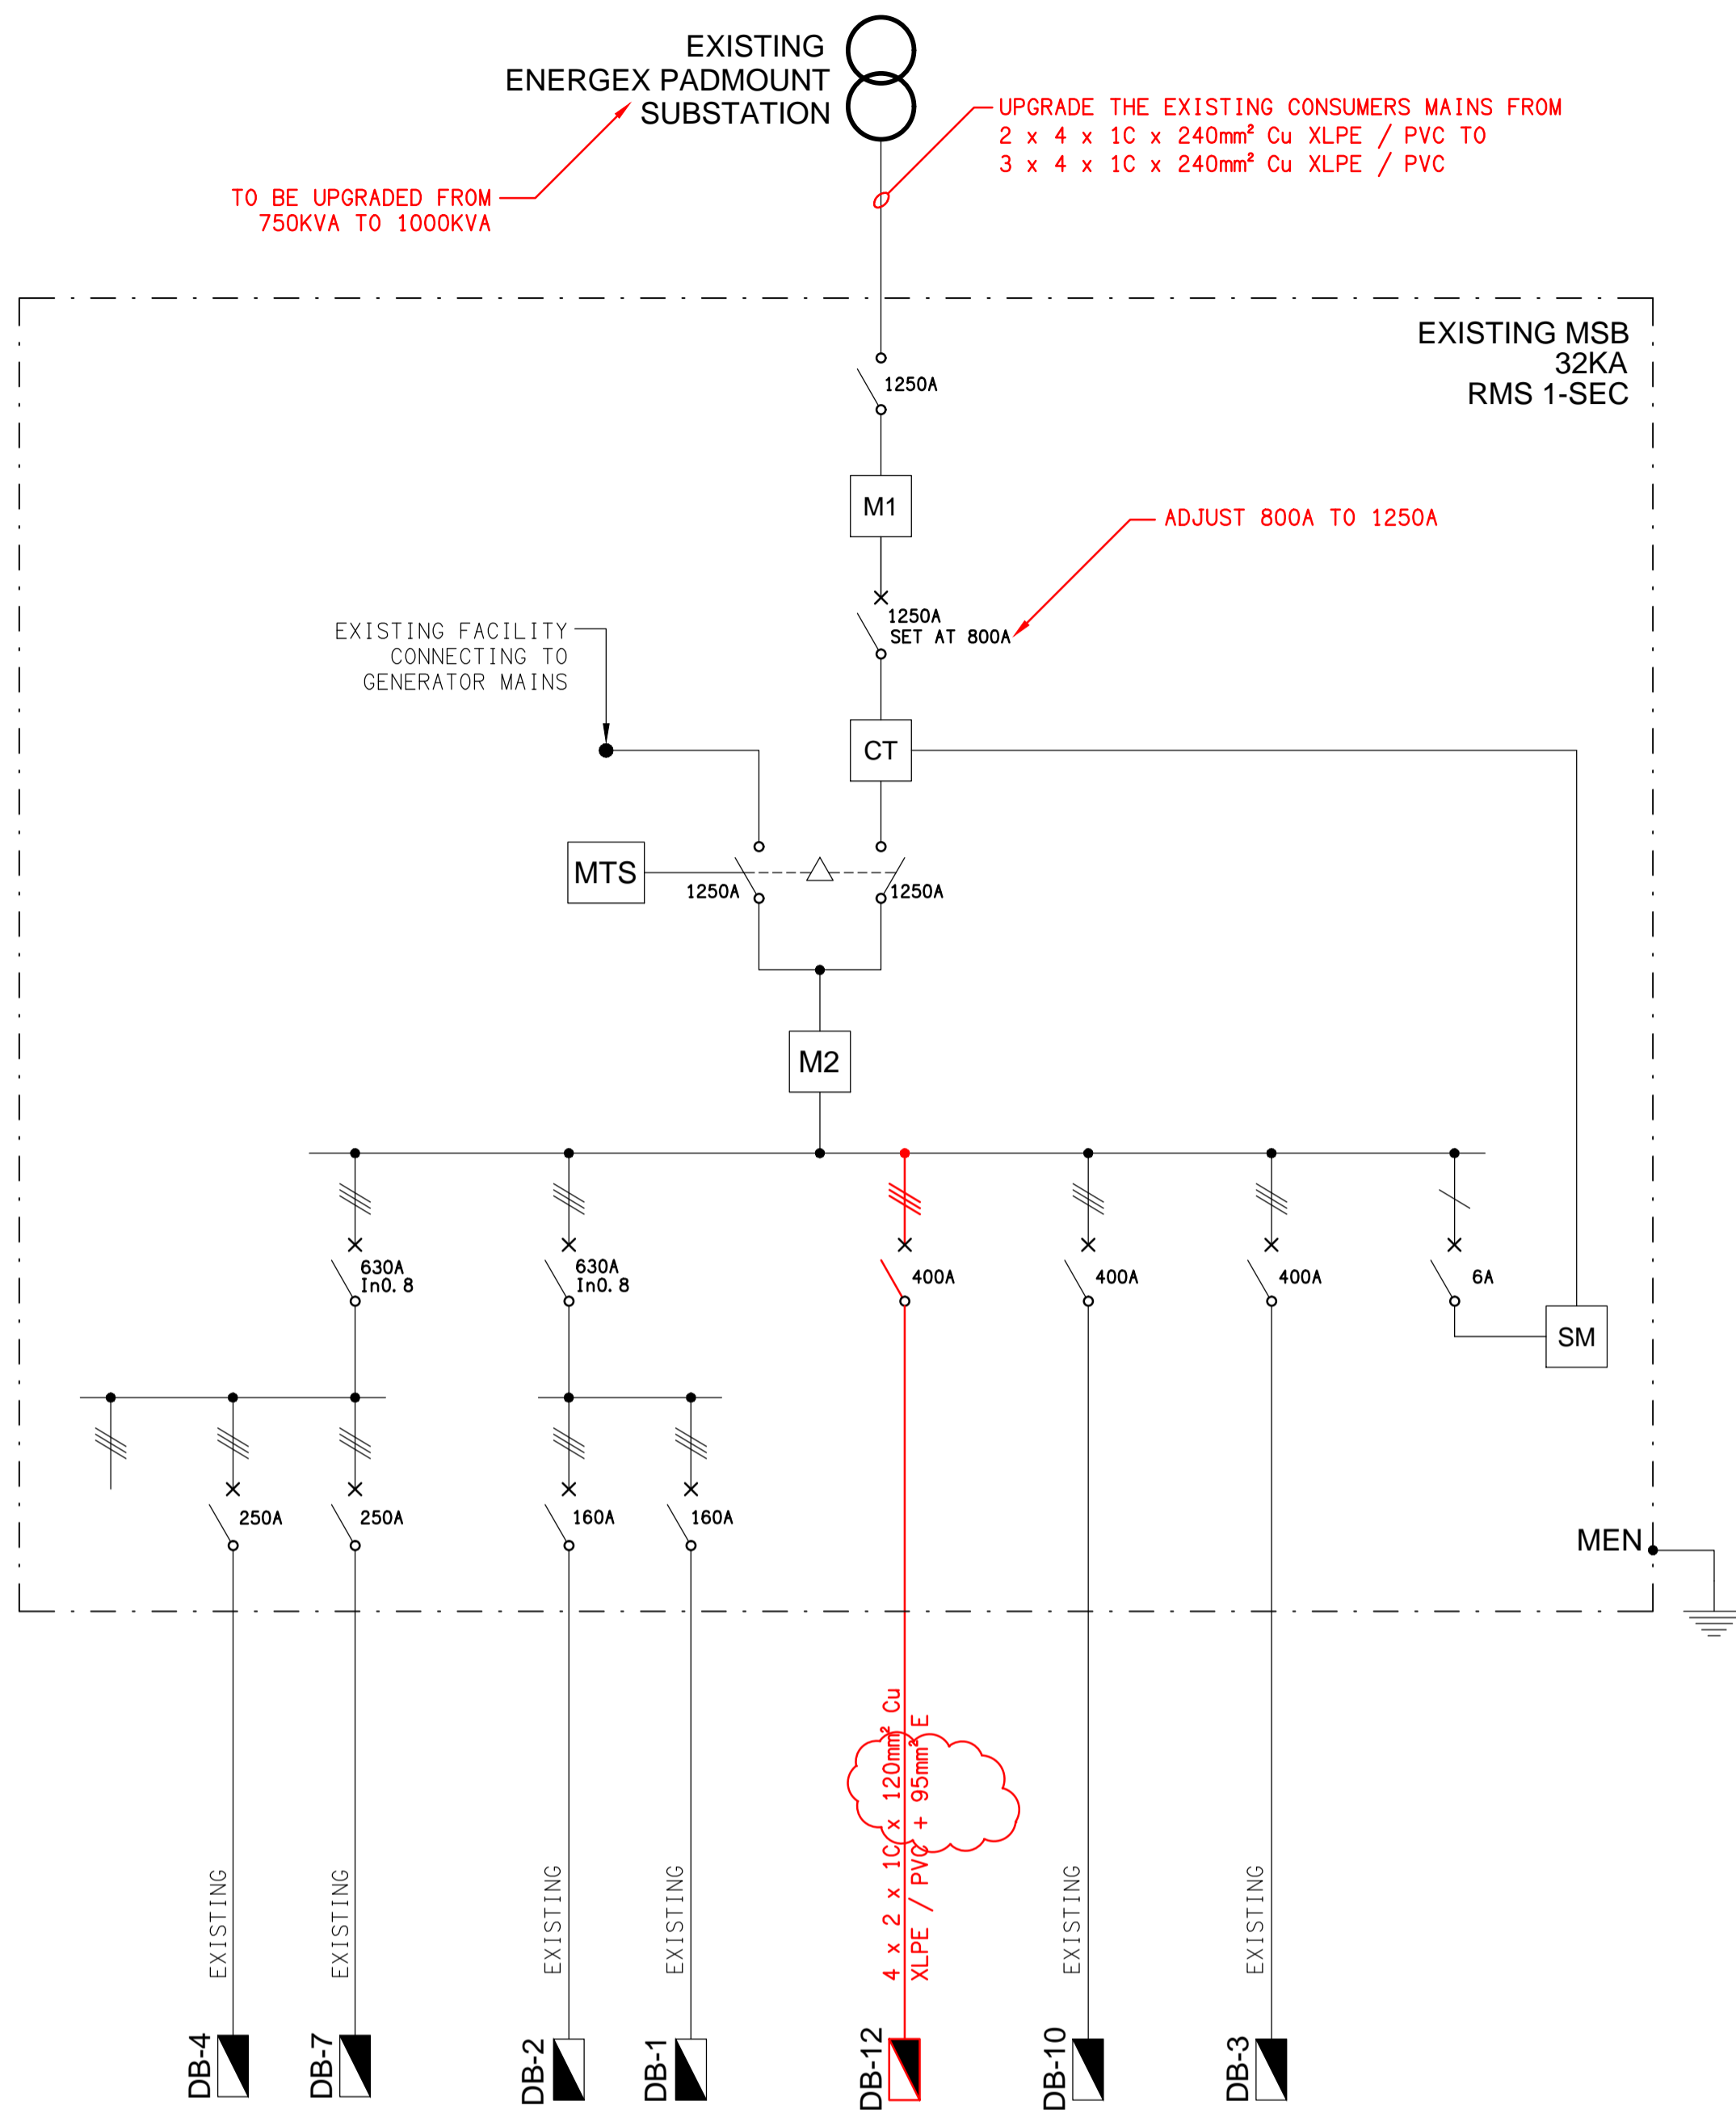 EXISTING
ENERGEX PADMOUNT
SUBSTATION
UPGRADE THE EXISTING CONSUMERS MAINS FROM
2 x 4 x 1C x 240mm² Cu XLPE / PVC TO
3 x 4 x 1C x 240mm² Cu XLPE / PVC
TO BE UPGRADED FROM
750KVA TO 1000KVA
EXISTING MSB
32KA
RMS 1-SEC
1250A
M1
ADJUST 800A TO 1250A
1250A
SET AT 800A
EXISTING FACILITY
CONNECTING TO
GENERATOR MAINS
CT
MTS
1250A
1250A
M2
630A
In0.8
630A
In0.8
400A
400A
400A
6A
SM
250A
250A
160A
160A
MEN
4 x 2 x 1C x 120mm² Cu
XLPE / PVC + 95mm² E
EXISTING
EXISTING
EXISTING
EXISTING
EXISTING
EXISTING
DB-4
DB-7
DB-2
DB-1
DB-12
DB-10
DB-3